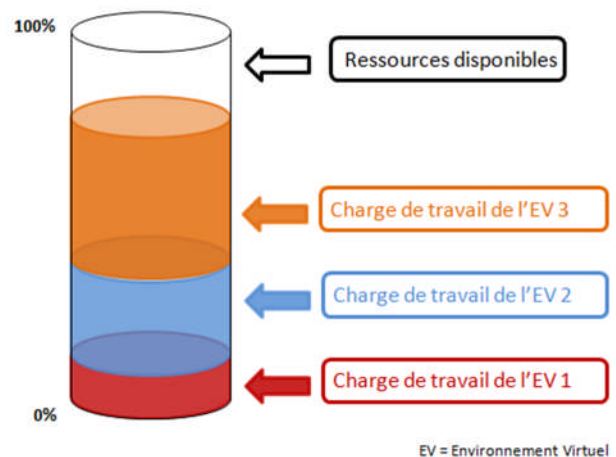 100%
Ressources disponibles
Charge de travail de l'EV 3
Charge de travail de l'EV 2
Charge de travail de l'EV 1
0%
EV = Environnement Virtuel